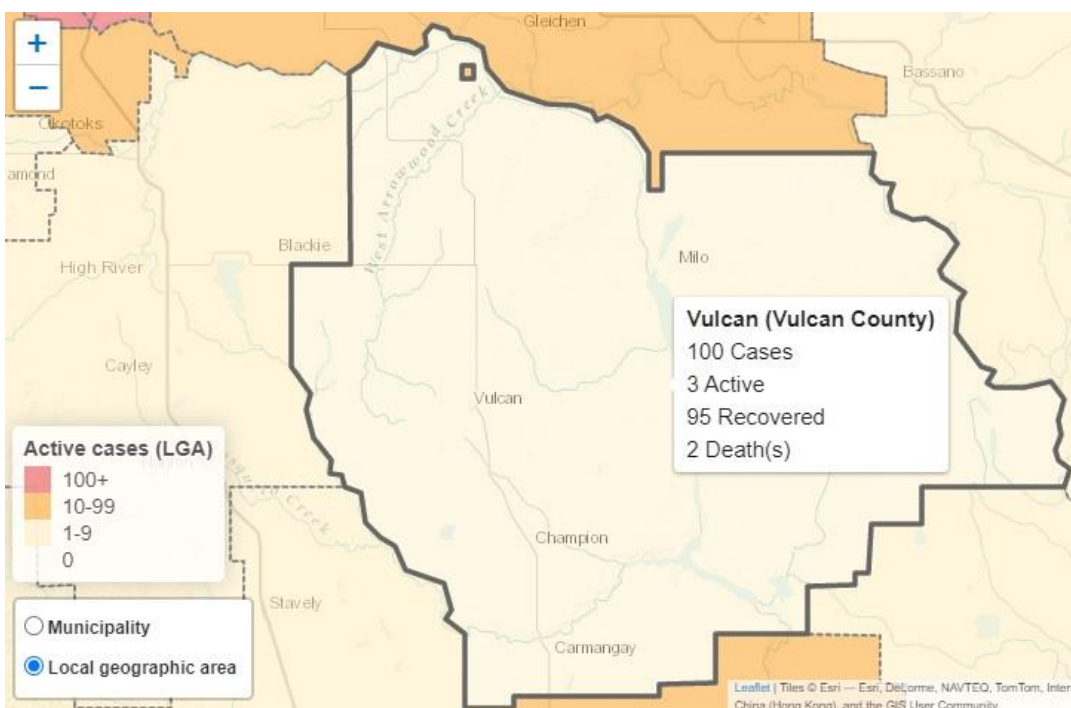 +
−
Gleichen
Bassano
Okotoks
amond
West Arrowwood Creek
Blackie
High River
Milo
Vulcan (Vulcan County)
100 Cases
3 Active
95 Recovered
2 Death(s)
Cayley
Vulcan
Active cases (LGA)
100+
10-99
1-9
0
Creek
Champion
Stavely
Municipality
Local geographic area
Carmangay
Leaflet | Tiles © Esri — Esri, DeLorme, NAVTEQ, TomTom, Inter
China (Hong Kong), and the GIS User Community